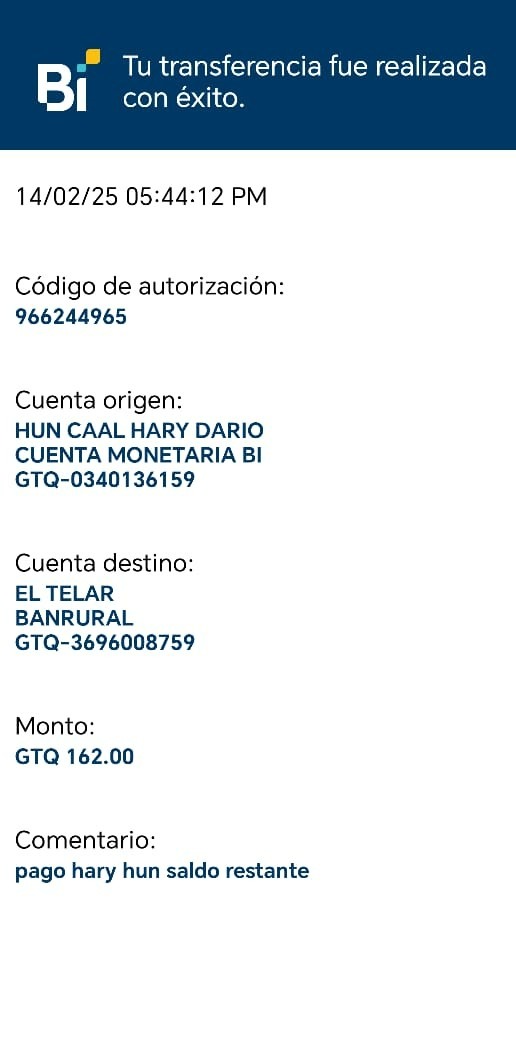 Bi
Tu transferencia fue realizada
con éxito.
14/02/25 05:44:12 PM
Código de autorización:
966244965
Cuenta origen:
HUN CAAL HARY DARIO
CUENTA MONETARIA BI
GTQ-0340136159
Cuenta destino:
EL TELAR
BANRURAL
GTQ-3696008759
Monto:
GTQ 162.00
Comentario:
pago hary hun saldo restante